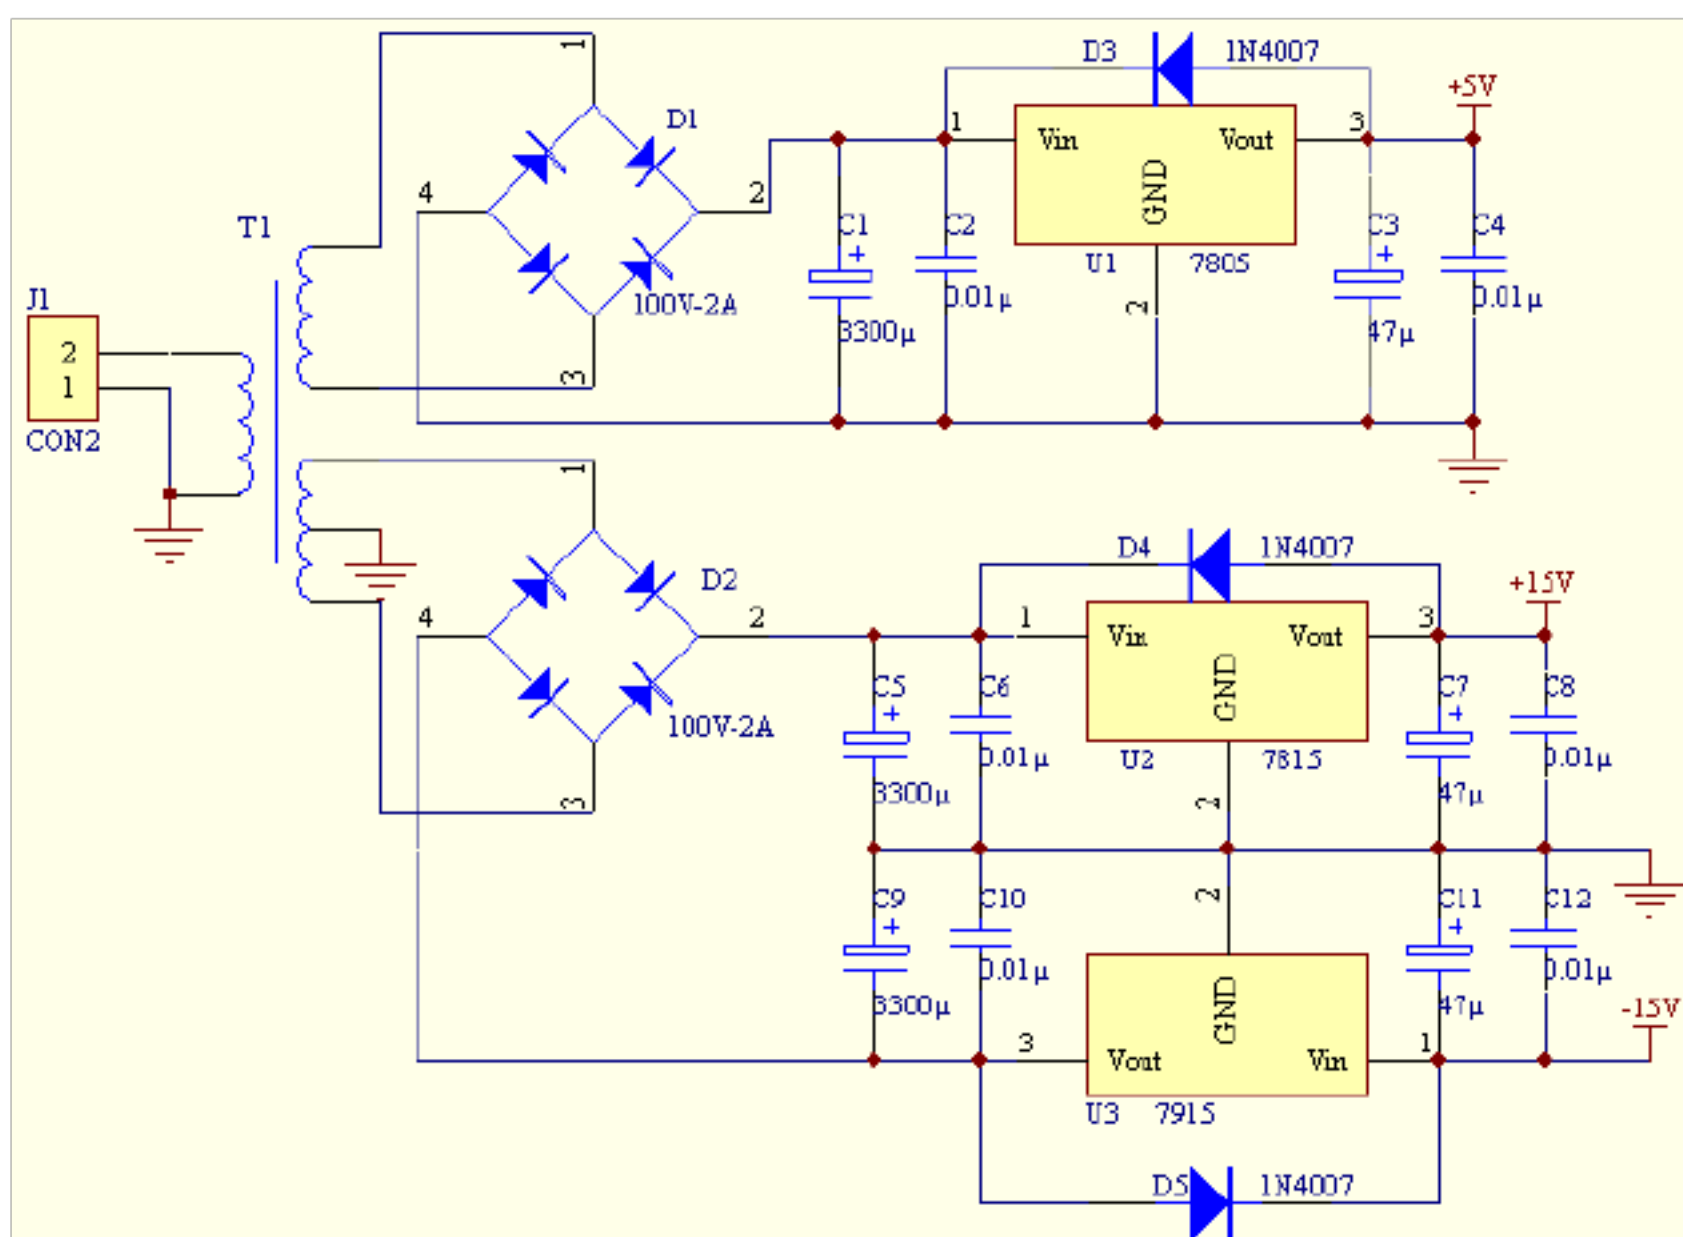 1
D3
1N4007
+5V
D1
1
3
Vin
Vout
4
2
GND
T1
C1
C2
C3
C4
+
+
U1
7805
J1
100V-2A
0.01µ
2
0.01µ
3300µ
47µ
2
1
3
CON2
1
D4
1N4007
D2
+15V
4
2
1
3
Vin
Vout
GND
C5
C6
C7
C8
+
+
100V-2A
U2
7815
0.01µ
0.01µ
3
3300µ
2
47µ
C9
C10
2
C11
C12
+
+
0.01µ
0.01µ
3300µ
GND
47µ
-15V
3
1
Vout
Vin
U3
7915
D5
1N4007